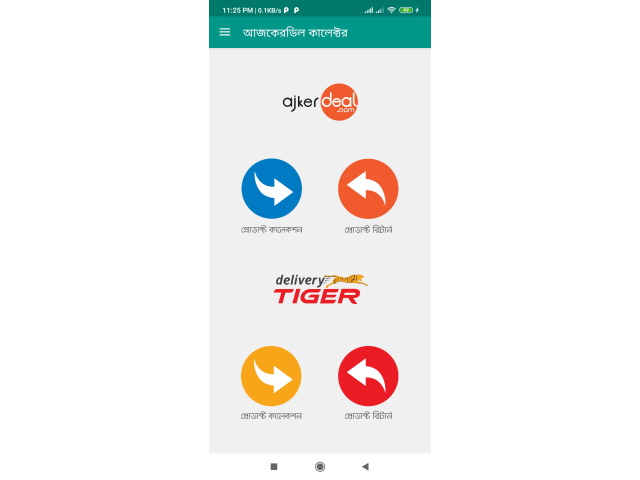 11:25 PM | 0.1KB/s
আজকেরডিল কালেক্টর
ajkerdeal
.com
প্রোডাক্ট কালেকশন প্রোডাক্ট রিটার্ন
delivery
TIGER
প্রোডাক্ট কালেকশন প্রোডাক্ট রিটার্ন